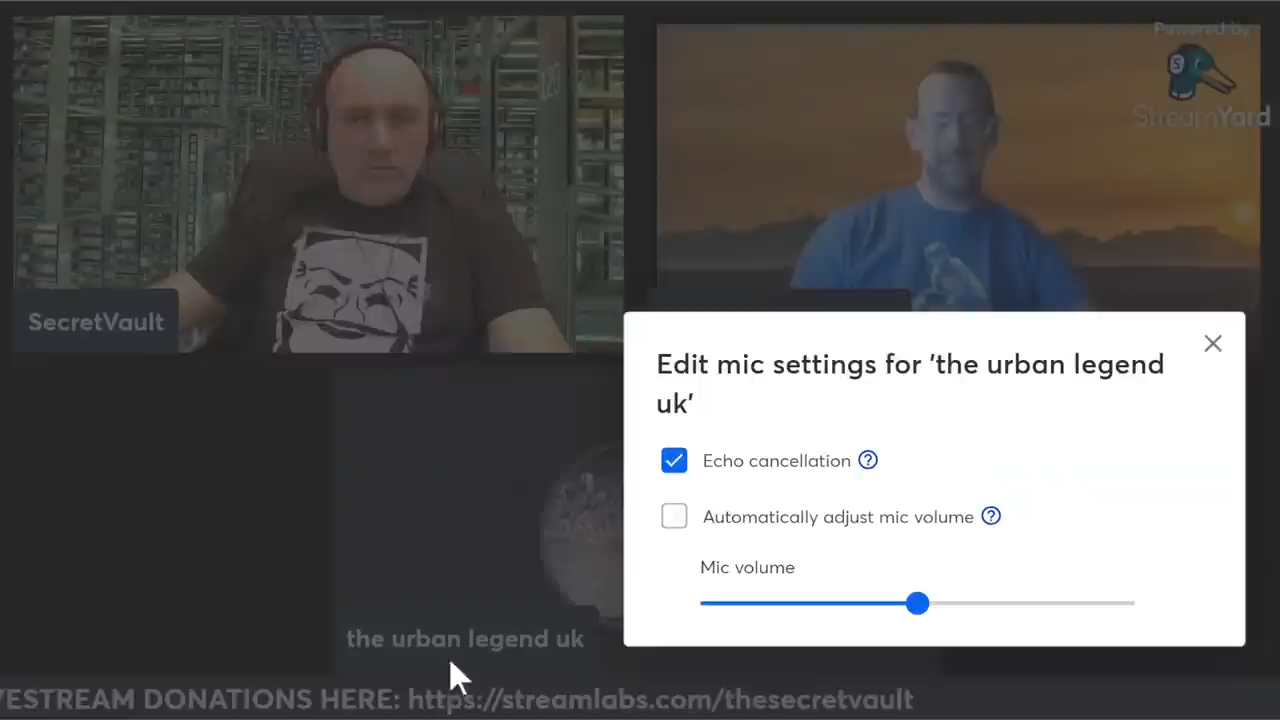 Powered by
StreamYard
SecretVault
Edit mic settings for 'the urban legend
uk'
Echo cancellation
Automatically adjust mic volume
Mic volume
the urban legend uk
VESTREAM DONATIONS HERE: https://streamlabs.com/thesecretvault